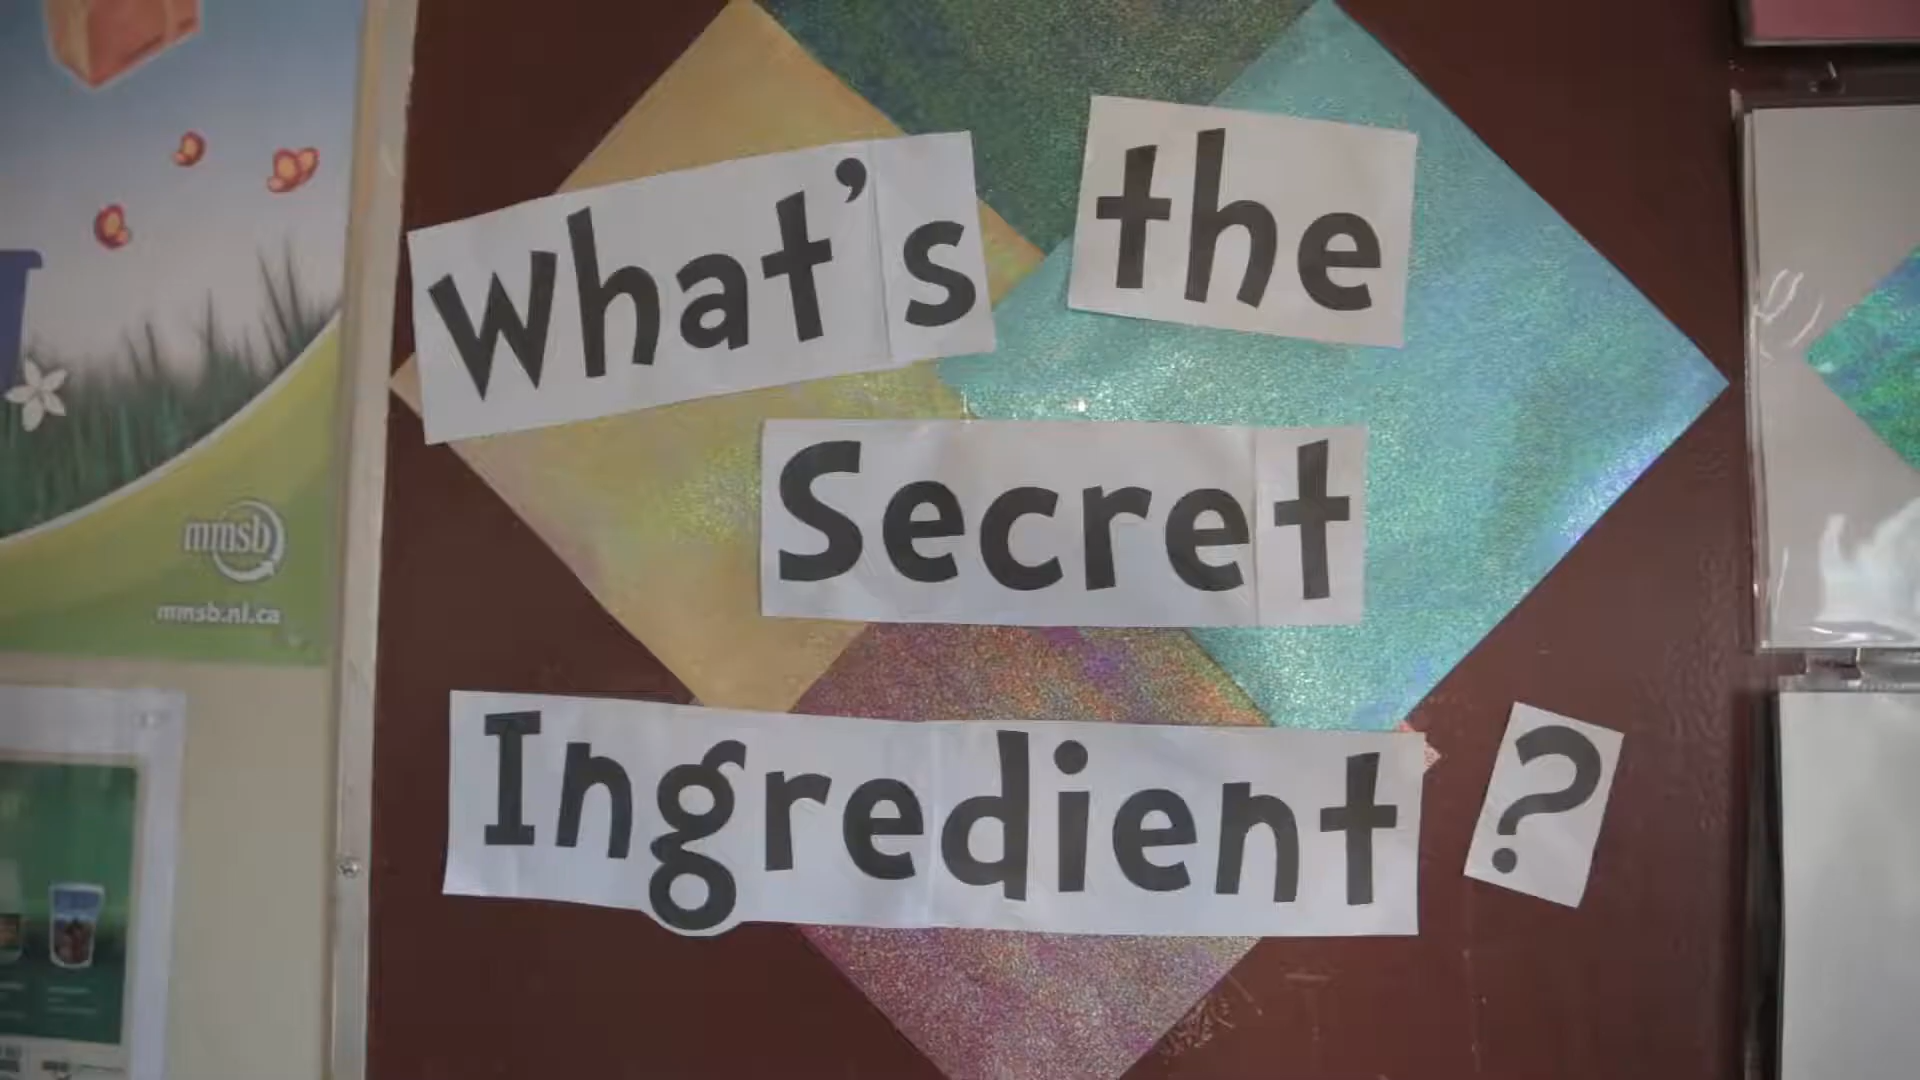 What's the
Secret
Ingredient ?
mmsb
mmsb.nl.ca